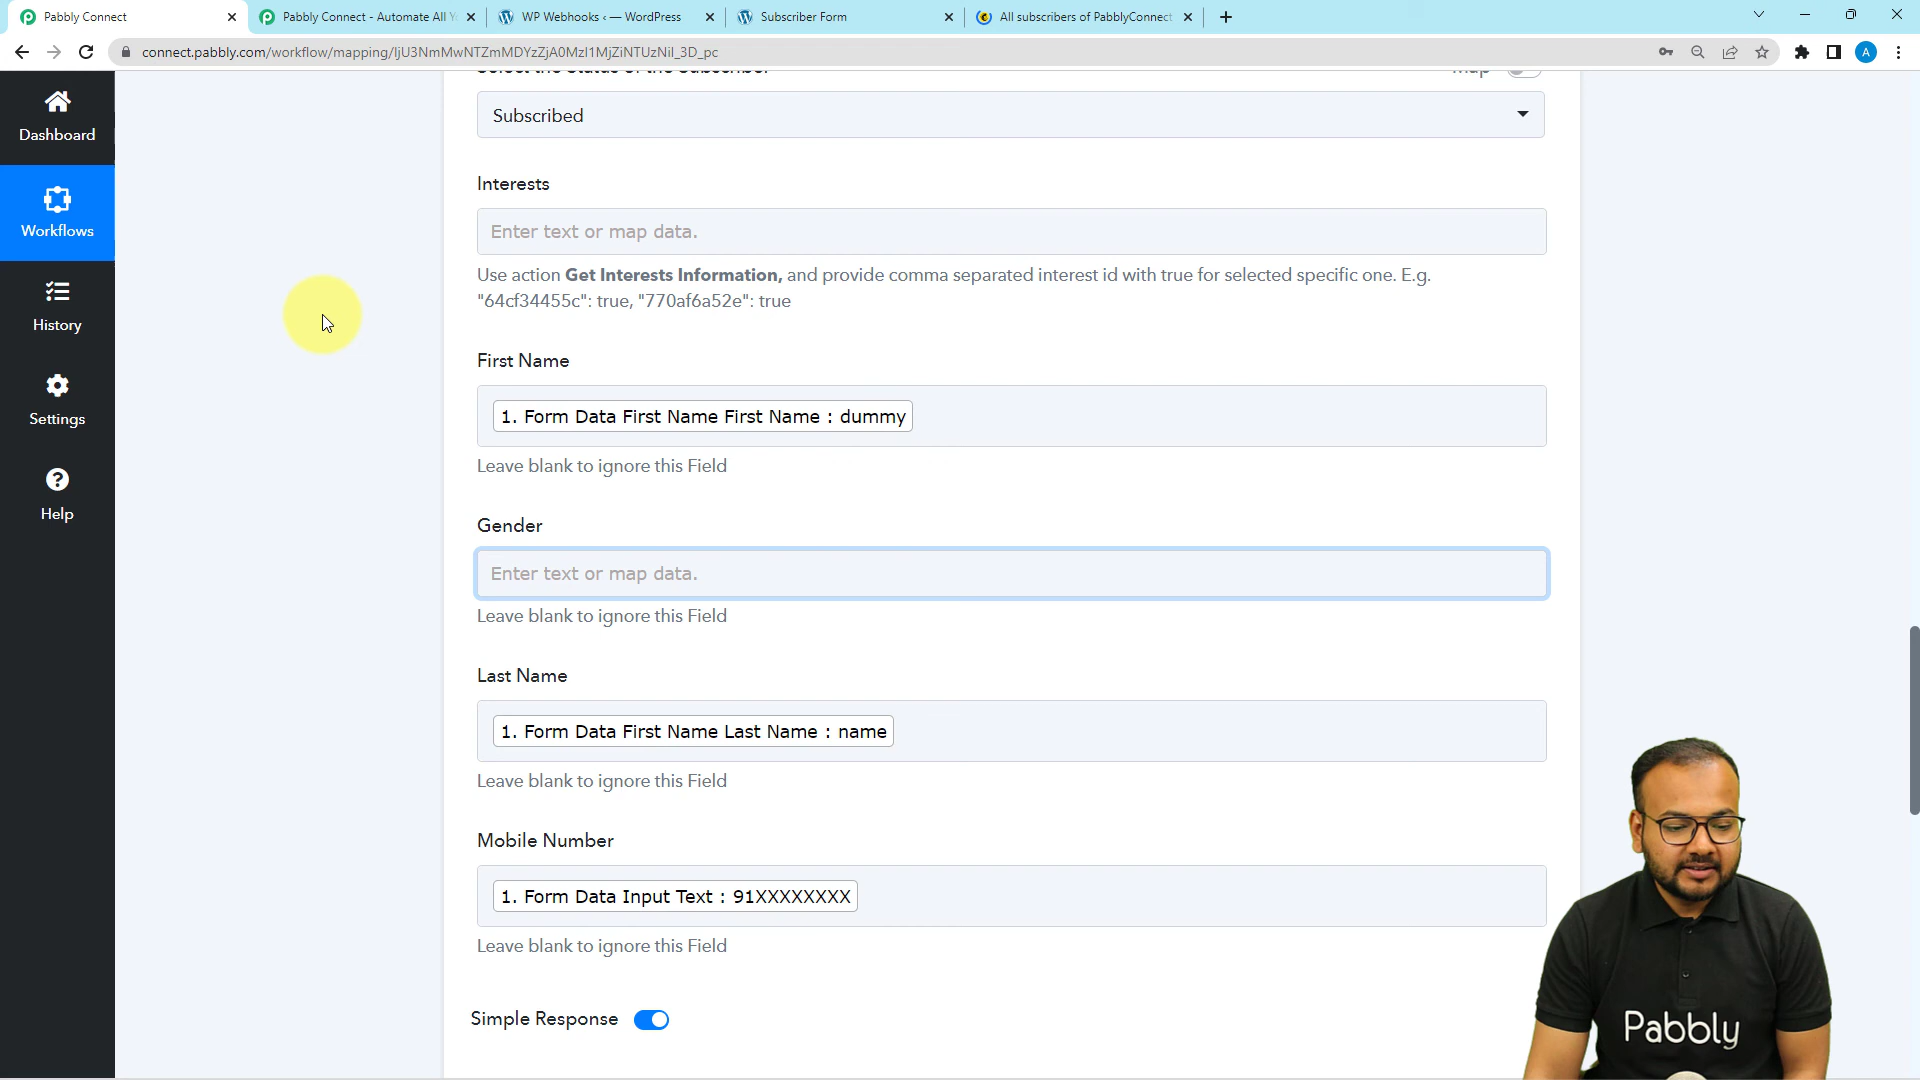 Pabbly Connect
Pabbly Connect - Automate All Y
WP Webhooks ‹ — WordPress
Subscriber Form
All subscribers of PabblyConnect
connect.pabbly.com/workflow/mapping/
A
Select the Status of the Subscriber
Map
Dashboard
Workflows
History
Settings
Help
Subscribed
Interests
Enter text or map data.
Use action Get Interests Information, and provide comma separated interest id with true for selected specific one. E.g.
"64cf34455c": true, "770af6a52e": true
First Name
1. Form Data First Name First Name : dummy
Leave blank to ignore this Field
Gender
Enter text or map data.
Leave blank to ignore this Field
Last Name
1. Form Data First Name Last Name : name
Leave blank to ignore this Field
Mobile Number
1. Form Data Input Text : 91XXXXXXXX
Leave blank to ignore this Field
Simple Response
Pabbly